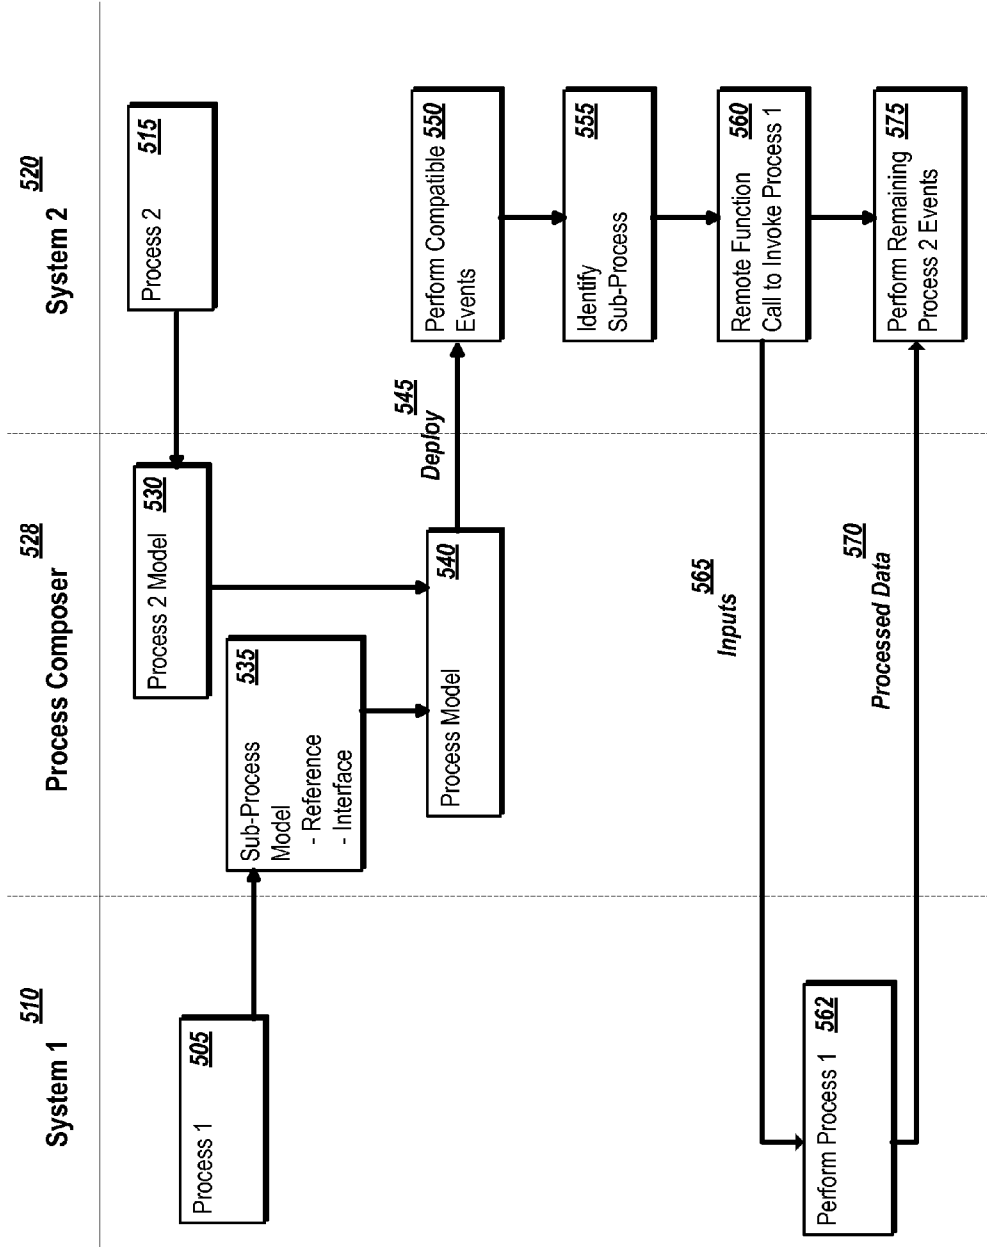 System 1
510
Process Composer
528
System 2
520
Process 1
505
Sub-Process
Model
- Reference
- Interface
535
Process 2 Model
530
Process 2
515
Process Model
540
Deploy
545
Perform Compatible
Events
550
Identify
Sub-Process
555
Remote Function
Call to Invoke Process 1
560
Inputs
565
Perform Process 1
562
Processed Data
570
Perform Remaining
Process 2 Events
575